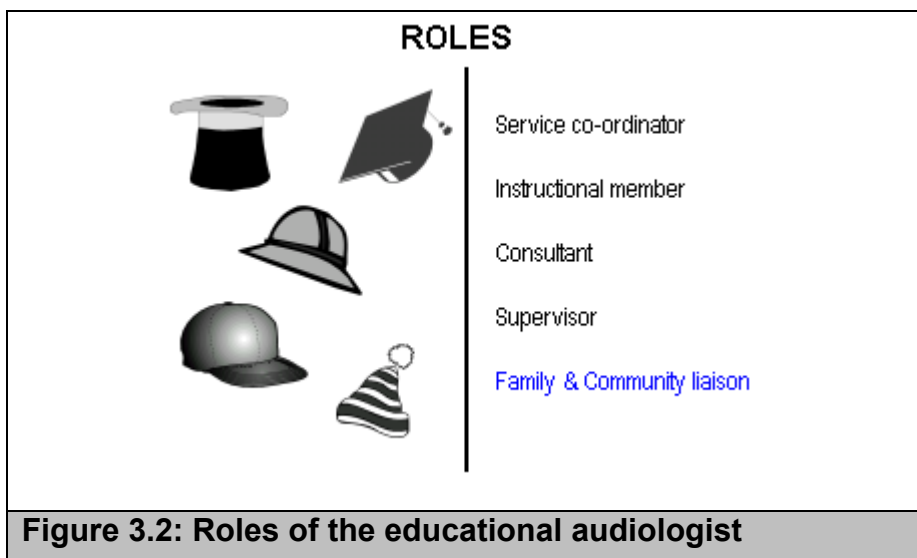 ROLES
Service co-ordinator
Instructional member
Consultant
Supervisor
Family & Community liaison
Figure 3.2: Roles of the educational audiologist